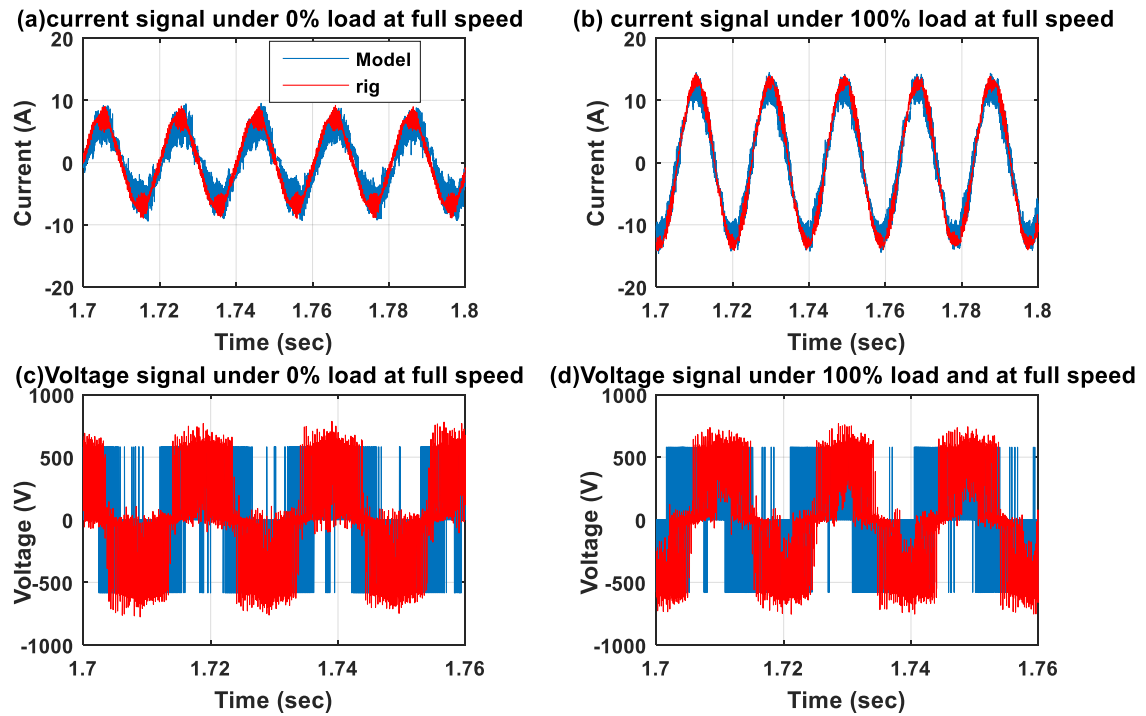 (a)current signal under 0% load at full speed
20
10
0
-10
-20
Current (A)
Model
rig
1.7
1.72
1.74
1.76
1.78
1.8
Time (sec)
(b) current signal under 100% load at full speed
20
10
0
-10
-20
Current (A)
1.7
1.72
1.74
1.76
1.78
1.8
Time (sec)
(c)Voltage signal under 0% load at full speed
1000
500
0
-500
-1000
Voltage (V)
1.7
1.72
1.74
1.76
Time (sec)
(d)Voltage signal under 100% load and at full speed
1000
500
0
-500
-1000
Voltage (V)
1.7
1.72
1.74
1.76
Time (sec)